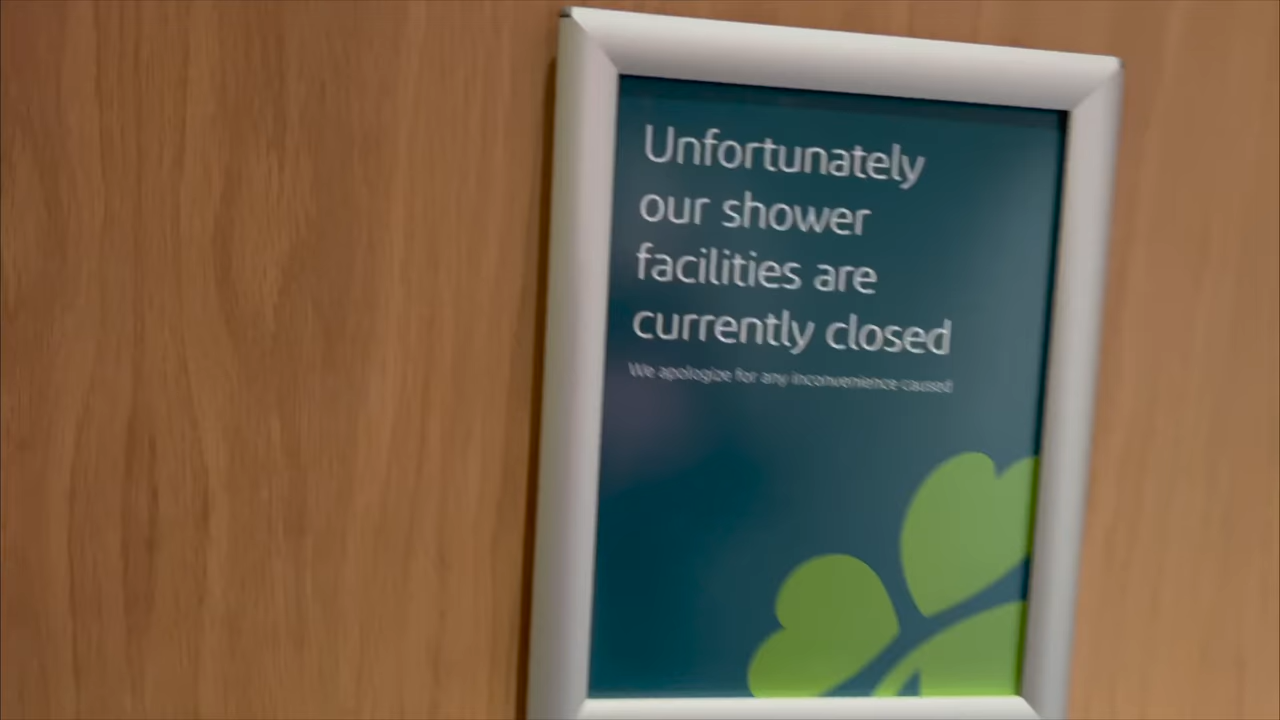 Unfortunately
our shower
facilities are
currently closed
We apologize for any inconvenience caused